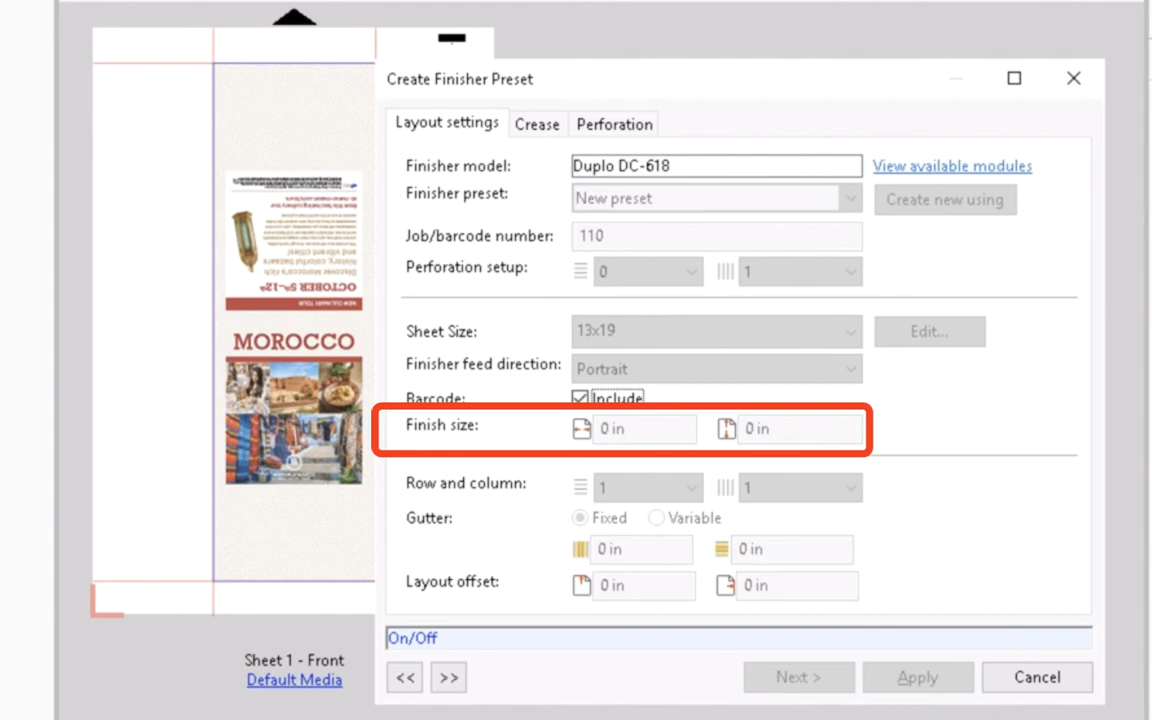 Create Finisher Preset
Layout settings
Crease
Perforation
Finisher model:
Duplo DC-618
View available modules
Finisher preset:
New preset
Create new using
Job/barcode number:
110
Perforation setup:
0
1
Sheet Size:
13x19
Edit...
Finisher feed direction:
Portrait
Barcode:
Include
Finish size:
0 in
0 in
Row and column:
1
1
Gutter:
Fixed
Variable
0 in
0 in
Layout offset:
0 in
0 in
On/Off
<<
>>
Next >
Apply
Cancel
NEW CULINARY TOUR
OCTOBER 5th-12th
Discover Morocco's rich
history, colorful bazaars
and vibrant cities!
MOROCCO
Sheet 1 - Front
Default Media